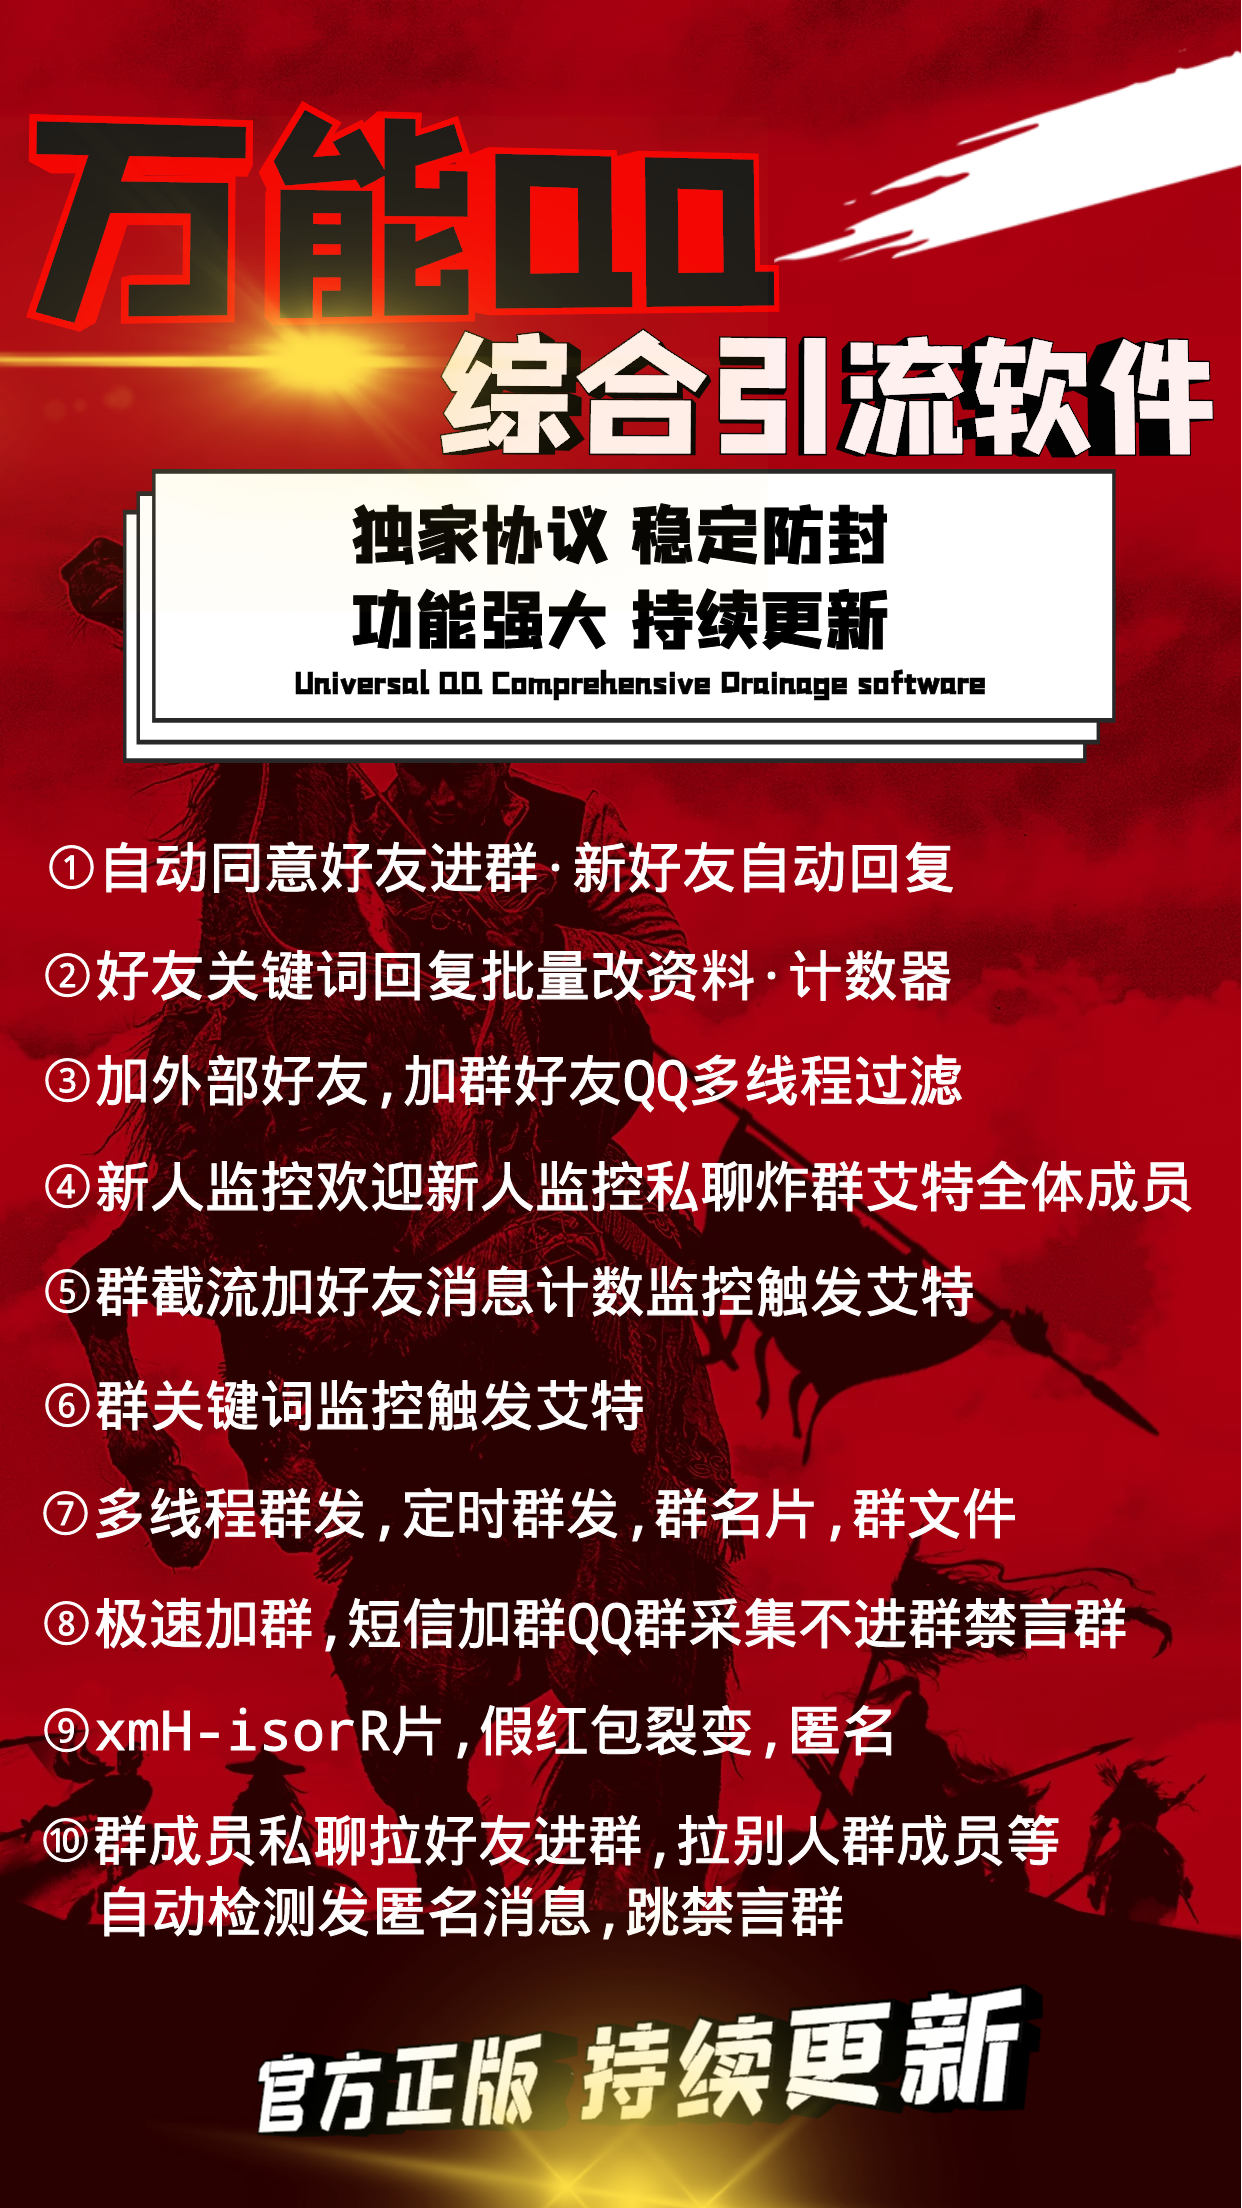 万能QQ
综合引流软件
独家协议 稳定防封
功能强大 持续更新
Universal QQ Comprehensive Drainage software
①自动同意好友进群·新好友自动回复
②好友关键词回复批量改资料·计数器
③加外部好友,加群好友QQ多线程过滤
④新人监控欢迎新人监控私聊炸群艾特全体成员
⑤群截流加好友消息计数监控触发艾特
⑥群关键词监控触发艾特
⑦多线程群发,定时群发,群名片,群文件
⑧极速加群,短信加群QQ群采集不进群禁言群
⑨xmH-isorR片,假红包裂变,匿名
⑩群成员私聊拉好友进群,拉别人群成员等
自动检测发匿名消息,跳禁言群
官方正版 持续更新